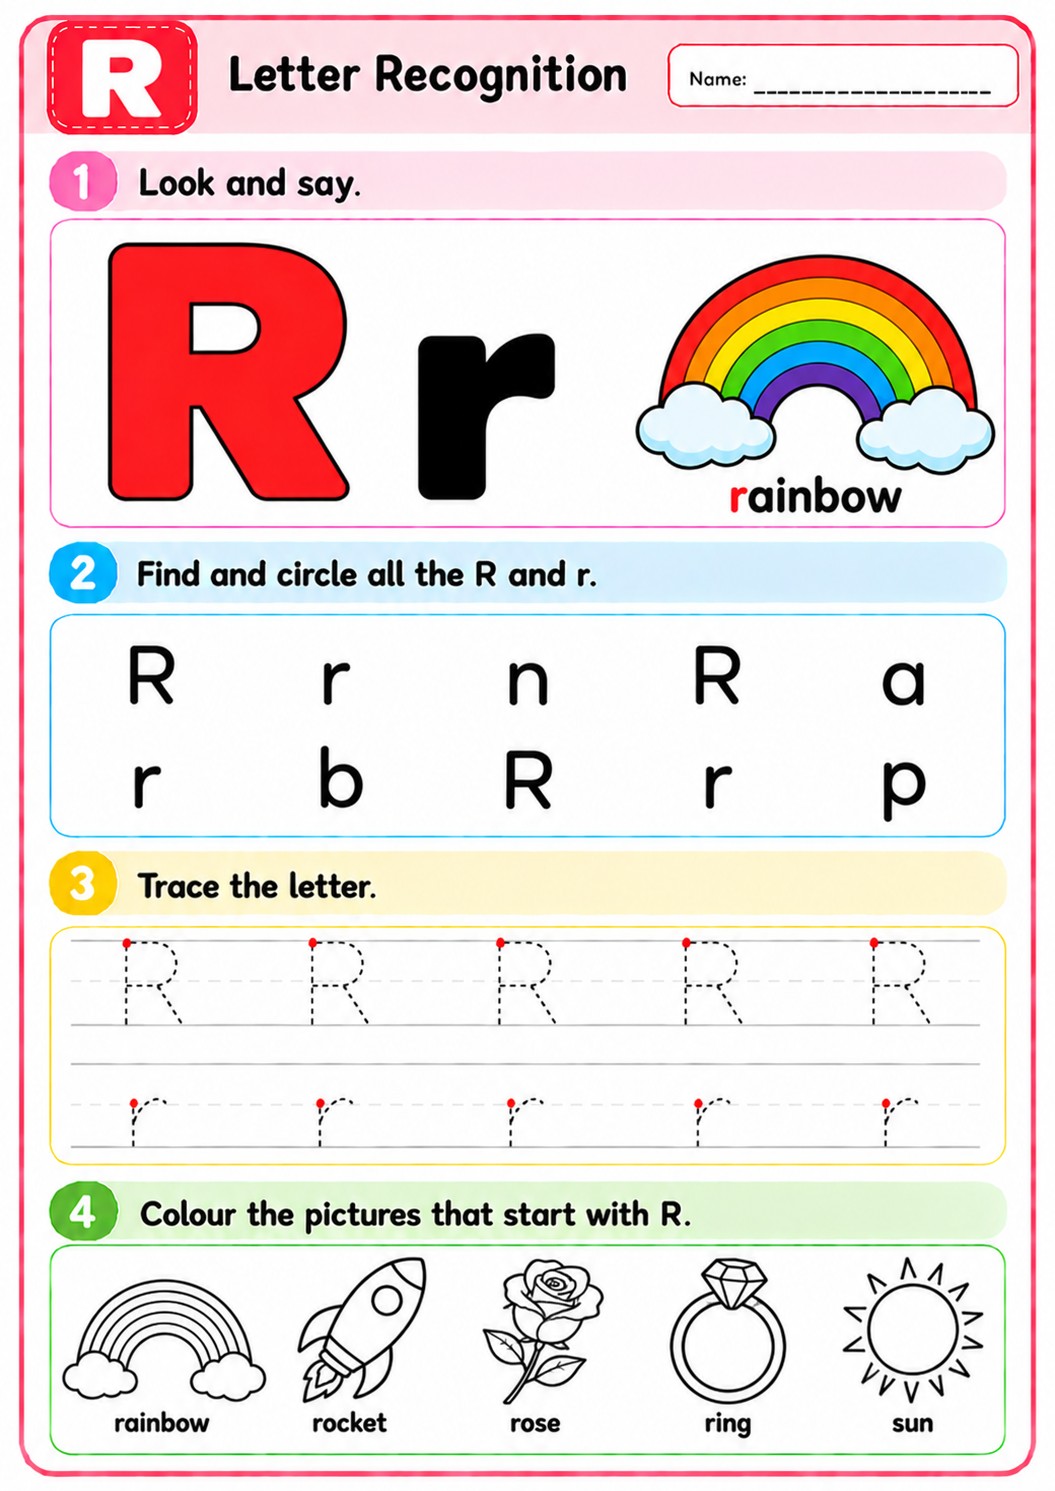 R
Letter Recognition
Name: ____________________
1 Look and say.
R r
rainbow
2 Find and circle all the R and r.
R r n R a
r b R r p
3 Trace the letter.
R R R R R
r r r r r
4 Colour the pictures that start with R.
rainbow rocket rose ring sun